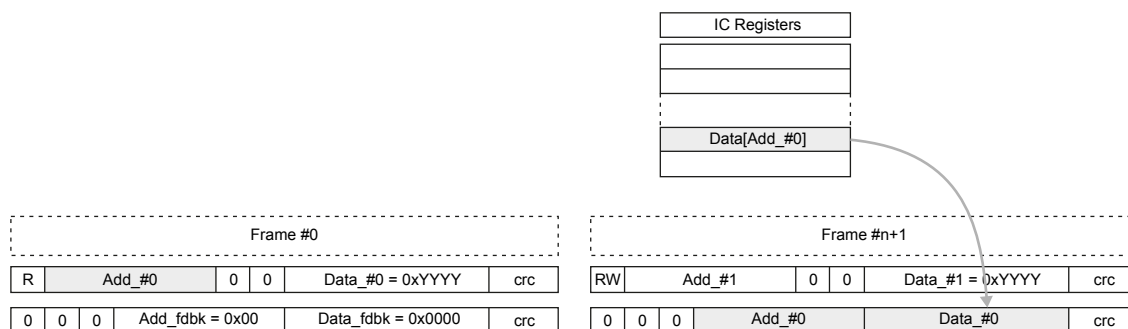 IC Registers
Data[Add_#0]
Frame #0
Frame #n+1
R Add_#0 0 0 Data_#0 = 0xYYYY crc
RW Add_#1 0 0 Data_#1 = 0xYYYY crc
0 0 0 Add_fdbk = 0x00 Data_fdbk = 0x0000 crc
0 0 0 Add_#0 Data_#0 crc